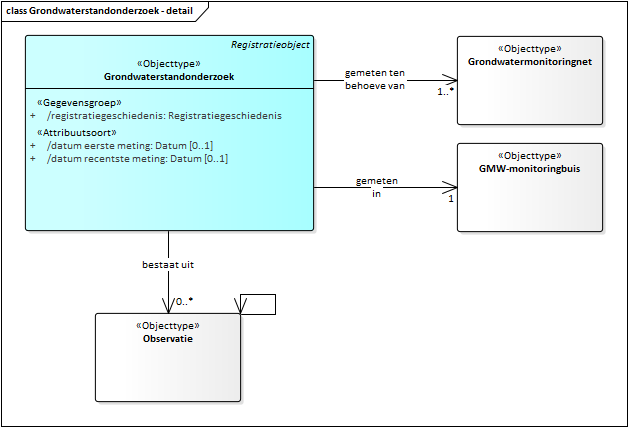 class Grondwaterstandonderzoek - detail
Registratieobject
«Objecttype»
Grondwaterstandonderzoek
«Gegevensgroep»
+ /registratiegeschiedenis: Registratiegeschiedenis
«Attribuutsoort»
+ /datum eerste meting: Datum [0..1]
+ /datum recentste meting: Datum [0..1]
gemeten ten
behoeve van
1..*
«Objecttype»
Grondwatermonitoringnet
gemeten
in
1
«Objecttype»
GMW-monitoringbuis
bestaat uit
0..*
«Objecttype»
Observatie